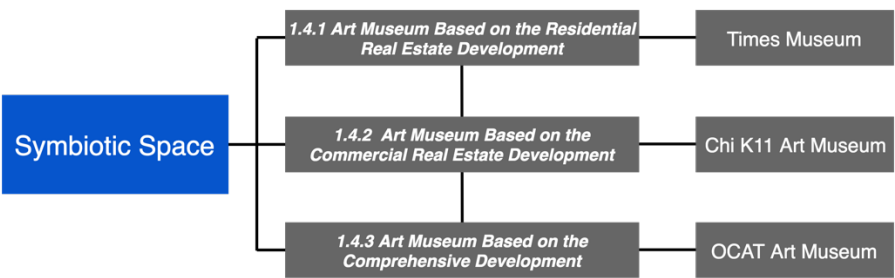 Symbiotic Space
1.4.1 Art Museum Based on the Residential
Real Estate Development
Times Museum
1.4.2 Art Museum Based on the
Commercial Real Estate Development
Chi K11 Art Museum
1.4.3 Art Museum Based on the
Comprehensive Development
OCAT Art Museum